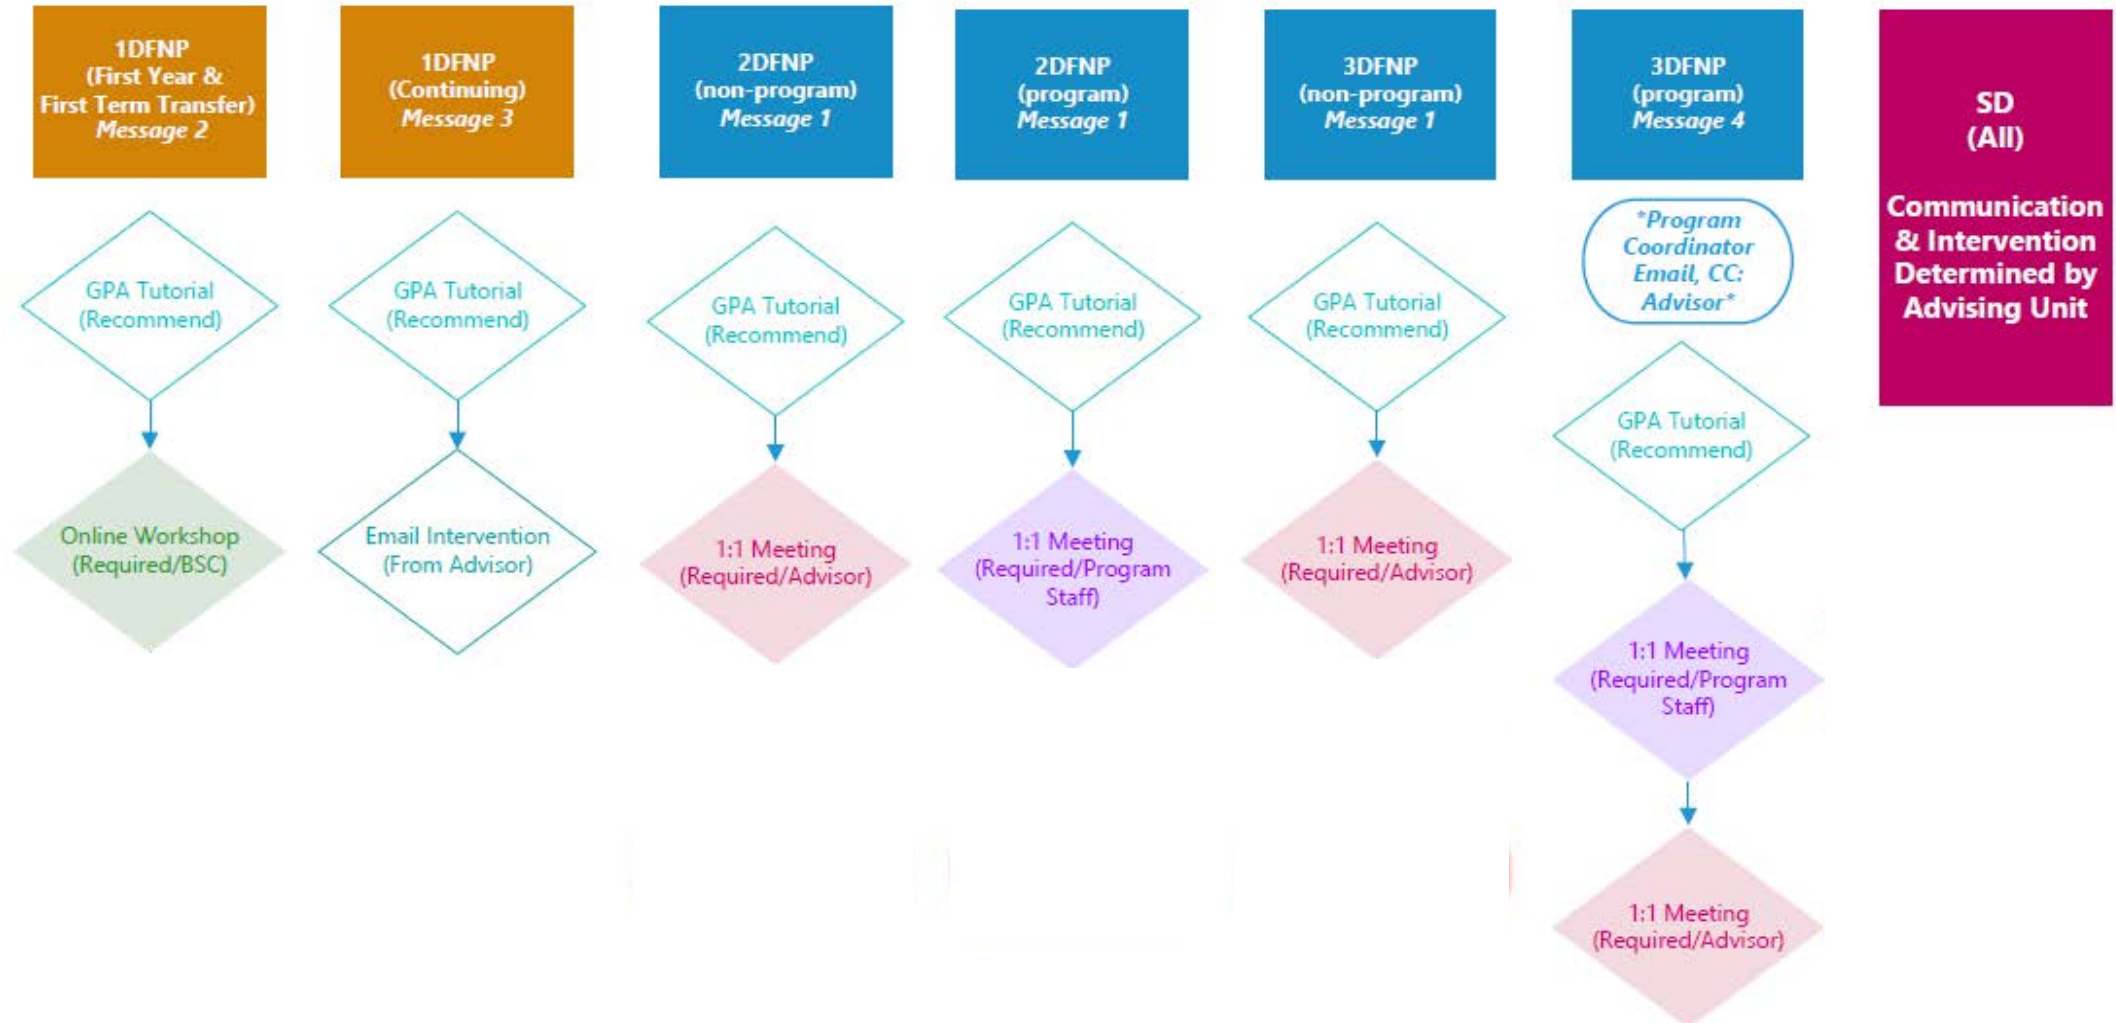 1DFNP
(First Year &
First Term Transfer)
Message 2
1DFNP
(Continuing)
Message 3
2DFNP
(non-program)
Message 1
2DFNP
(program)
Message 1
3DFNP
(non-program)
Message 1
3DFNP
(program)
Message 4
SD
(All)
Communication
& Intervention
Determined by
Advising Unit
GPA Tutorial
(Recommend)
GPA Tutorial
(Recommend)
GPA Tutorial
(Recommend)
GPA Tutorial
(Recommend)
GPA Tutorial
(Recommend)
*Program
Coordinator
Email, CC:
Advisor*
GPA Tutorial
(Recommend)
Online Workshop
(Required/BSC)
Email Intervention
(From Advisor)
1:1 Meeting
(Required/Advisor)
1:1 Meeting
(Required/Program
Staff)
1:1 Meeting
(Required/Advisor)
1:1 Meeting
(Required/Program
Staff)
1:1 Meeting
(Required/Advisor)